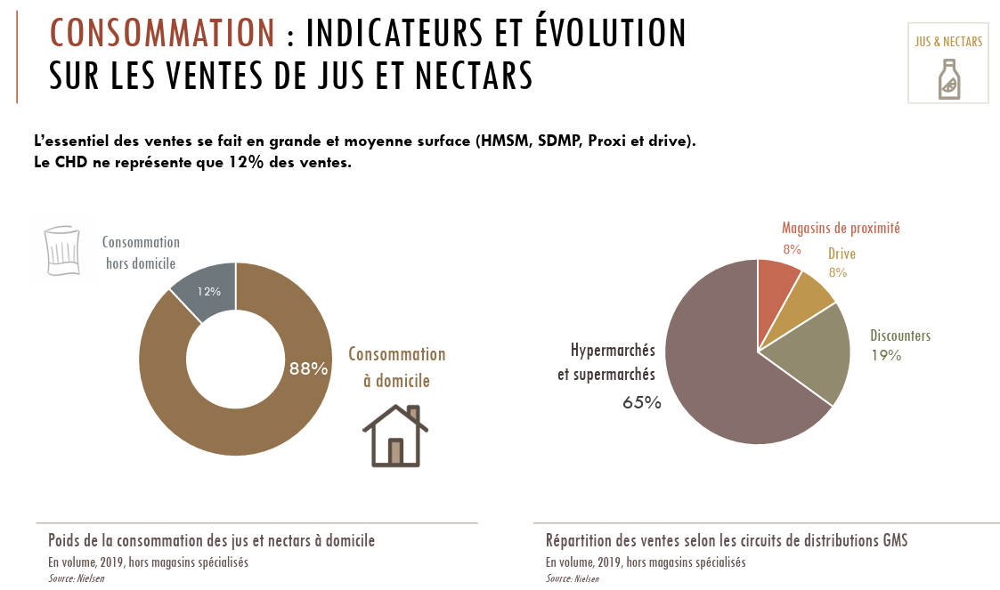 CONSOMMATION : INDICATEURS ET ÉVOLUTION
SUR LES VENTES DE JUS ET NECTARS
JUS & NECTARS
L’essentiel des ventes se fait en grande et moyenne surface (HMSM, SDMP, Proxi et drive).
Le CHD ne représente que 12% des ventes.
Consommation
hors domicile
12%
88%
Consommation
à domicile
Magasins de proximité
8%
Drive
8%
Discounters
19%
Hypermarchés
et supermarchés
65%
Poids de la consommation des jus et nectars à domicile
En volume, 2019, hors magasins spécialisés
Source: Nielsen
Répartition des ventes selon les circuits de distributions GMS
En volume, 2019, hors magasins spécialisés
Source: Nielsen